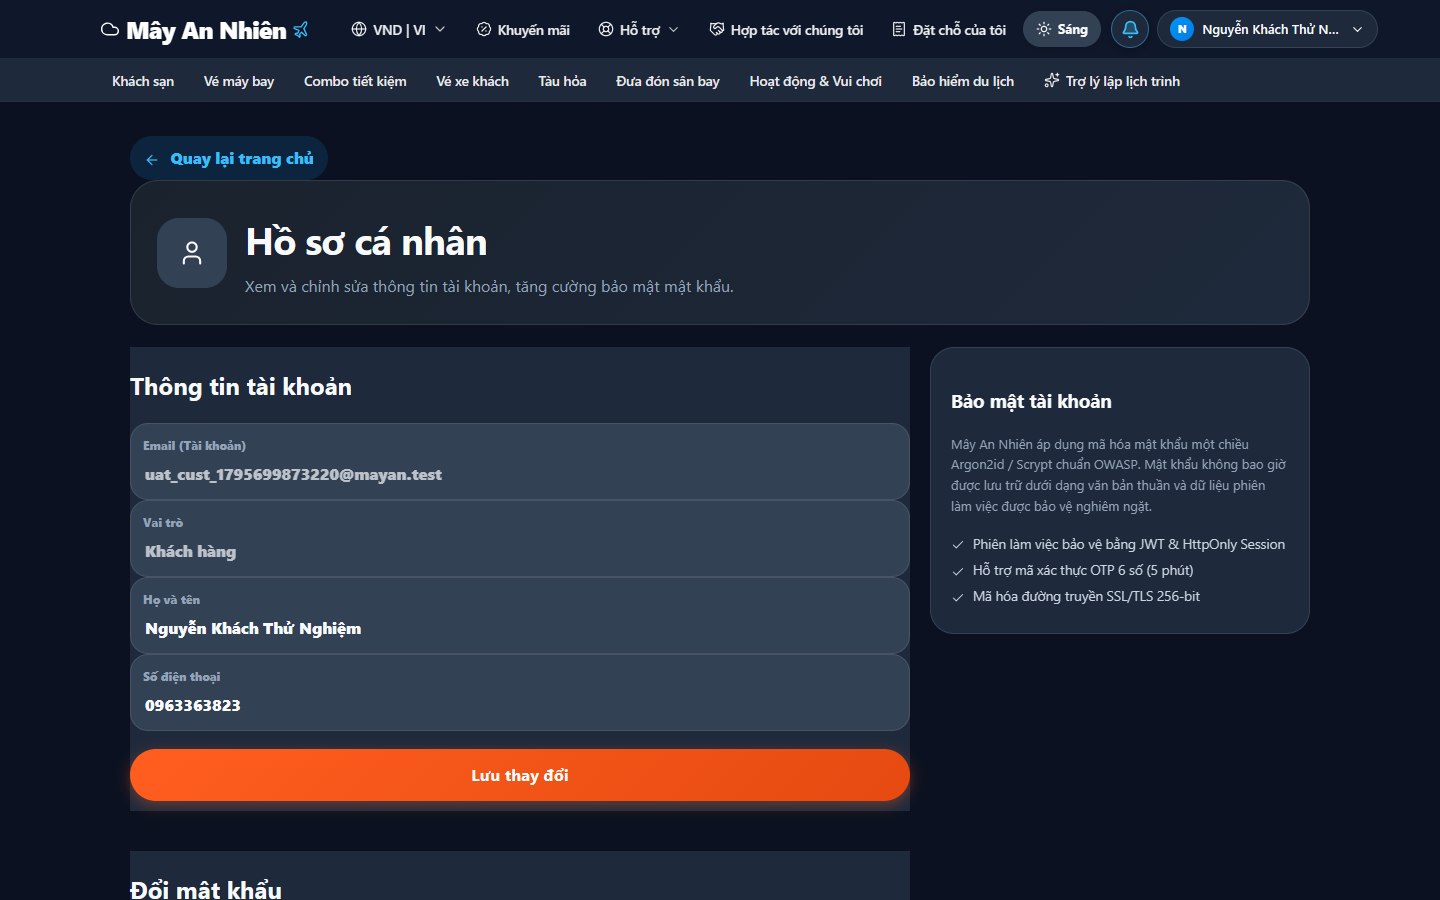 Mây An Nhiên
VND | VI
Khuyến mãi
Hỗ trợ
Hợp tác với chúng tôi
Đặt chỗ của tôi
Sáng
N
Nguyễn Khách Thử N...
Khách sạn
Vé máy bay
Combo tiết kiệm
Vé xe khách
Tàu hỏa
Đưa đón sân bay
Hoạt động & Vui chơi
Bảo hiểm du lịch
Trợ lý lập lịch trình
← Quay lại trang chủ
Hồ sơ cá nhân
Xem và chỉnh sửa thông tin tài khoản, tăng cường bảo mật mật khẩu.
Thông tin tài khoản
Email (Tài khoản)
uat_cust_1795699873220@mayan.test
Vai trò
Khách hàng
Họ và tên
Nguyễn Khách Thử Nghiệm
Số điện thoại
0963363823
Lưu thay đổi
Đổi mật khẩu
Bảo mật tài khoản
Mây An Nhiên áp dụng mã hóa mật khẩu một chiều
Argon2id / Scrypt chuẩn OWASP. Mật khẩu không bao giờ
được lưu trữ dưới dạng văn bản thuần và dữ liệu phiên
làm việc được bảo vệ nghiêm ngặt.
✓ Phiên làm việc bảo vệ bằng JWT & HttpOnly Session
✓ Hỗ trợ mã xác thực OTP 6 số (5 phút)
✓ Mã hóa đường truyền SSL/TLS 256-bit